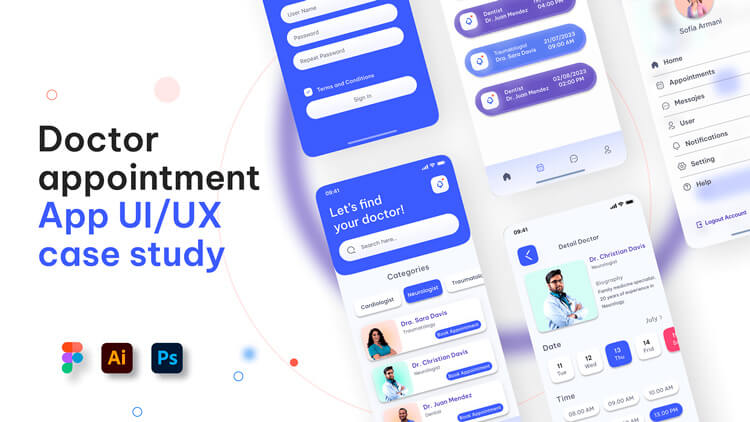 Doctor
appointment
App UI/UX
case study
Ai
Ps
User Name
Password
Repeat Password
Terms and Conditions
Sign In
Dentist
Dr. Juan Mendez
04:00 PM
Traumatologist
Dra. Sara Davis
31/07/2023
09:00 AM
Dentist
Dr. Juan Mendez
02/08/2023
02:00 PM
Sofia Armani
Home
Appointments
Messajes
User
Notifications
Setting
Help
Logout Account
09:41
Let's find
your doctor!
Search here...
Categories
Cardiologist
Neurologist
Dra. Sara Davis
Traumatology
Book Appointment
Dr. Christian Davis
Neurologist
Book Appointment
Dr. Juan Mendez
Dentist
Book Appointment
09:41
Detail Doctor
Dr. Christian Davis
Neurologist
Biography
Family medicine specialist,
20 years of experience in
Neurology
July >
Date
11
Tue
12
Wed
13
Thu
14
Frid
Time
08.00 AM
09.00 AM
10.00 AM
13.00 PM